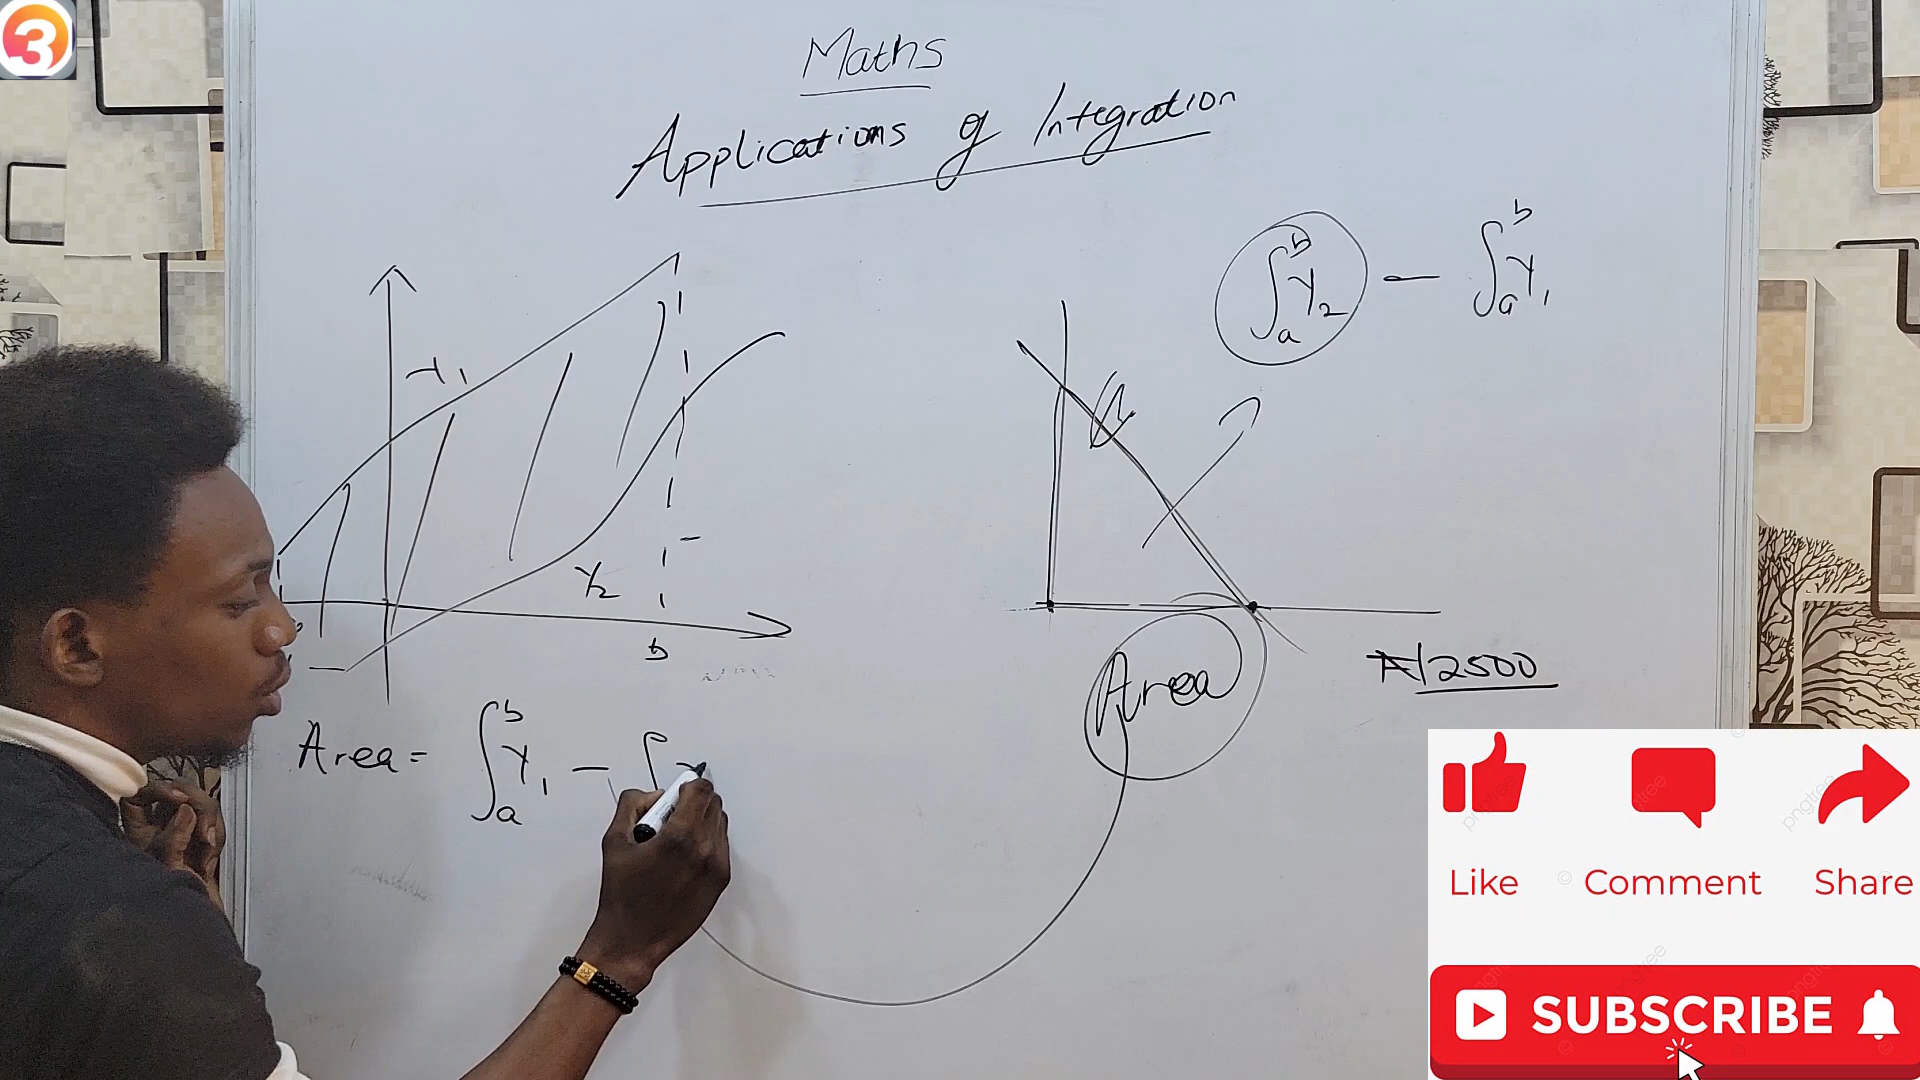 3
Maths
Applications of Integration
∫ₐᵇ y₂ — ∫ₐᵇ y₁
y₁
y₂
b
Area = ∫ₐᵇ y₁ — ∫ y
Area
₦2500
Like Comment Share
SUBSCRIBE